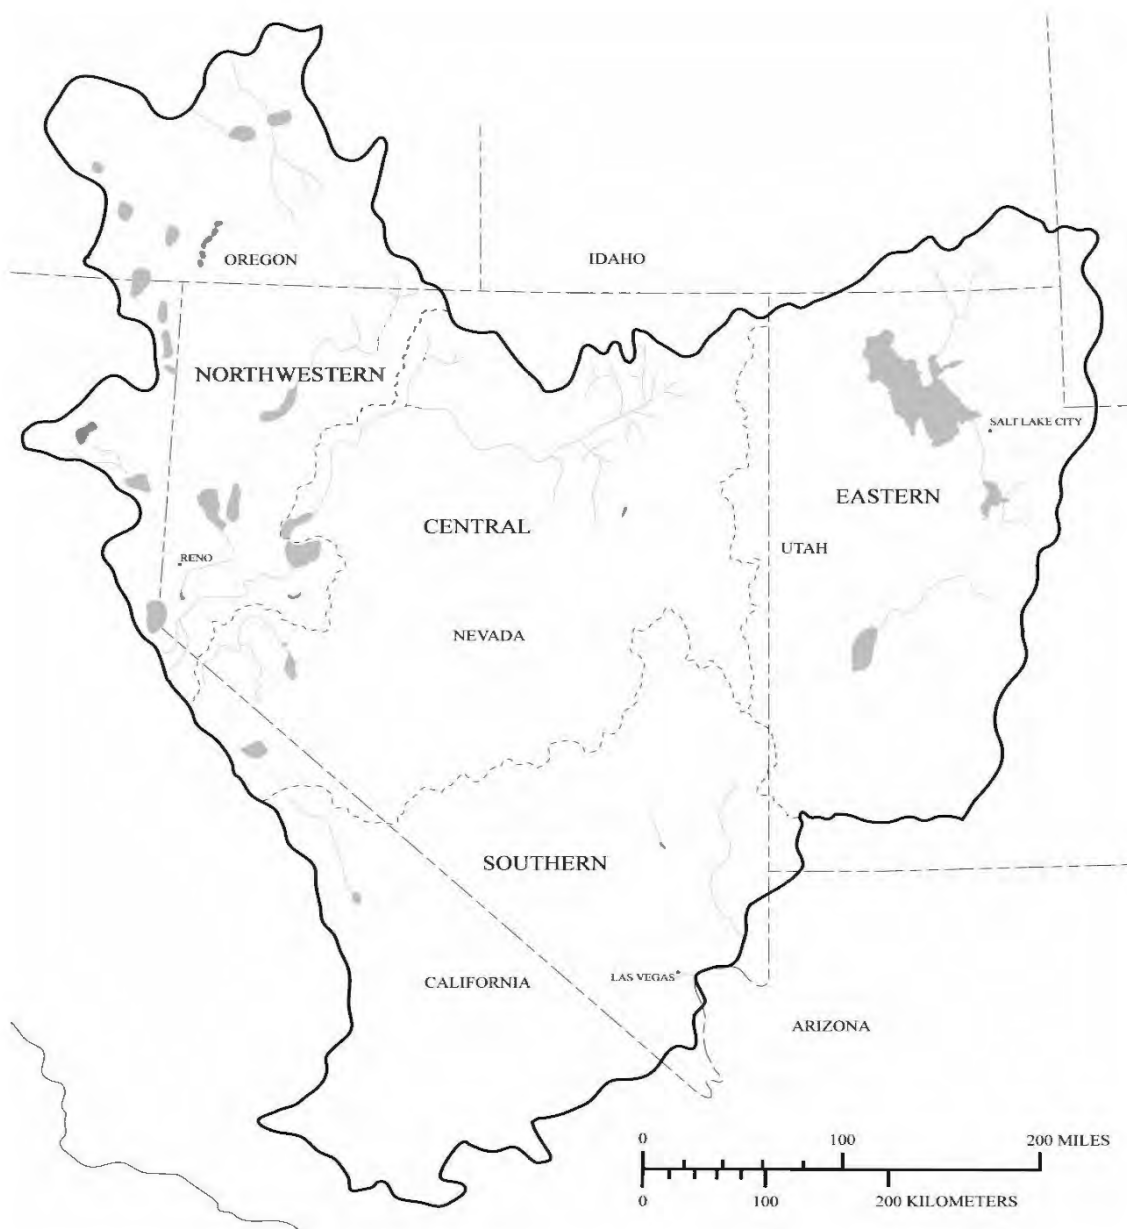 OREGON
IDAHO
NORTHWESTERN
SALT LAKE CITY
EASTERN
CENTRAL
UTAH
RENO
NEVADA
SOUTHERN
LAS VEGAS
CALIFORNIA
ARIZONA
0 100 200 MILES
0 100 200 KILOMETERS